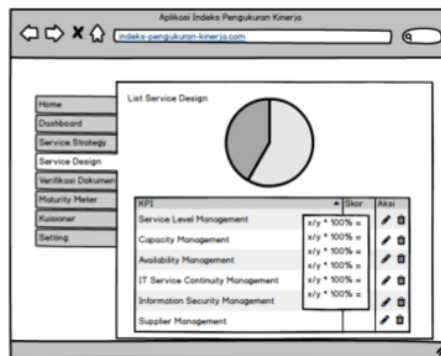 Aplikasi Indeks Pengukuran Kinerja
indeks-pengukuran-kinerja.com
Home
Dashboard
Service Strategy
Service Design
Verifikasi Dokumen
Maturity Meter
Kuisioner
Setting
List Service Design
KPI Skor Aksi
Service Level Management
Capacity Management
Availability Management
IT Service Continuity Management
Information Security Management
Supplier Management
x/y * 100% =
x/y * 100% =
x/y * 100% =
x/y * 100% =
x/y * 100% =
x/y * 100% =